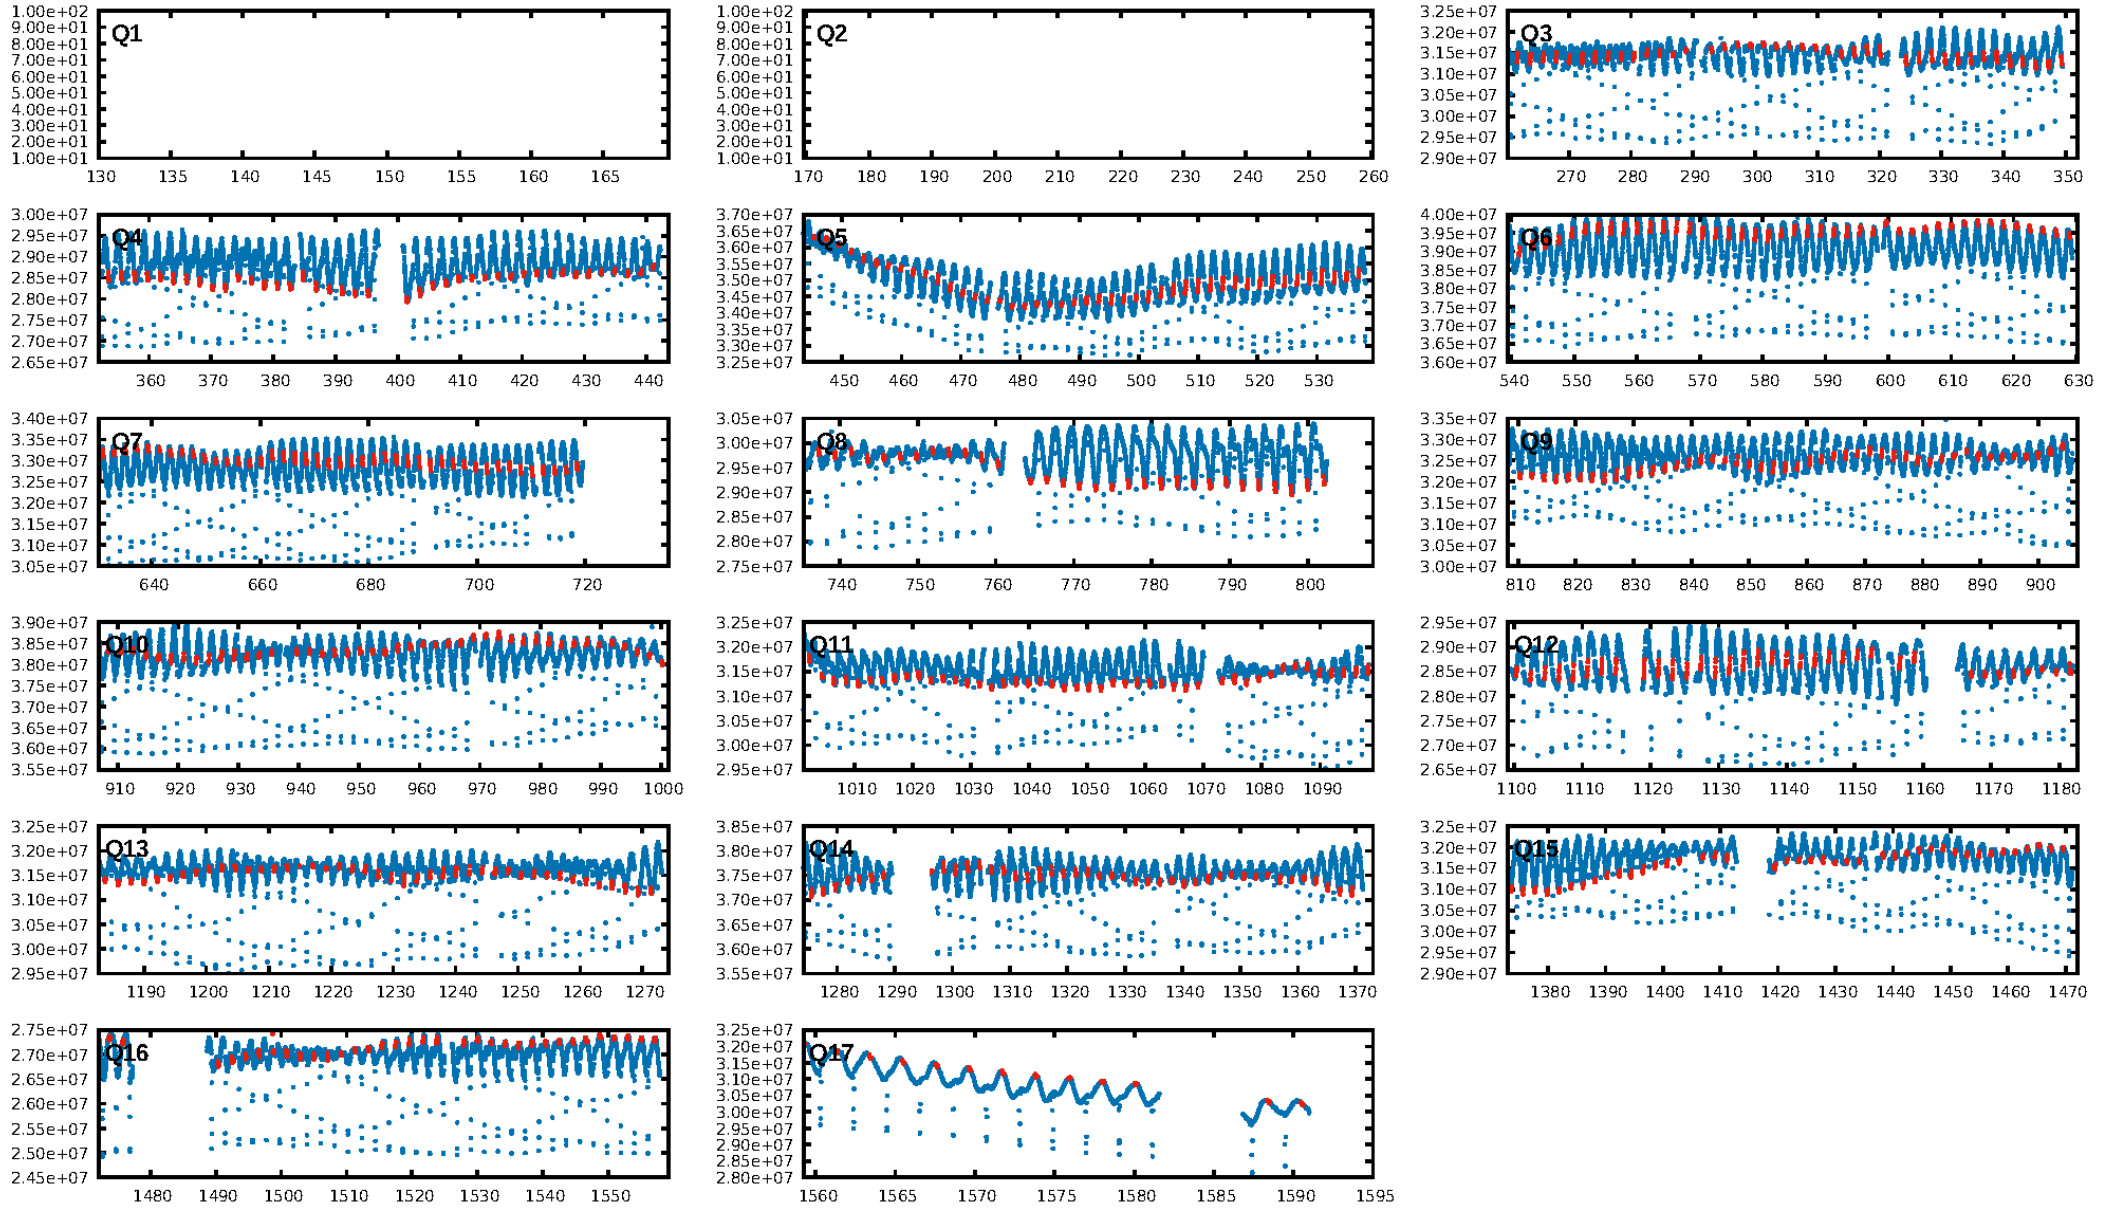 1.00e+02 9.00e+01 8.00e+01 7.00e+01 6.00e+01 5.00e+01 4.00e+01 3.00e+01 2.00e+01 1.00e+01
Q1
130 135 140 145 150 155 160 165
1.00e+02 9.00e+01 8.00e+01 7.00e+01 6.00e+01 5.00e+01 4.00e+01 3.00e+01 2.00e+01 1.00e+01
Q2
170 180 190 200 210 220 230 240 250 260
3.25e+07 3.20e+07 3.15e+07 3.10e+07 3.05e+07 3.00e+07 2.95e+07 2.90e+07
Q3
270 280 290 300 310 320 330 340 350
3.00e+07 2.95e+07 2.90e+07 2.85e+07 2.80e+07 2.75e+07 2.70e+07 2.65e+07
Q4
360 370 380 390 400 410 420 430 440
3.70e+07 3.65e+07 3.60e+07 3.55e+07 3.50e+07 3.45e+07 3.40e+07 3.35e+07 3.30e+07 3.25e+07
Q5
450 460 470 480 490 500 510 520 530
4.00e+07 3.95e+07 3.90e+07 3.85e+07 3.80e+07 3.75e+07 3.70e+07 3.65e+07 3.60e+07
Q6
540 550 560 570 580 590 600 610 620 630
3.40e+07 3.35e+07 3.30e+07 3.25e+07 3.20e+07 3.15e+07 3.10e+07 3.05e+07
Q7
640 660 680 700 720
3.05e+07 3.00e+07 2.95e+07 2.90e+07 2.85e+07 2.80e+07 2.75e+07
Q8
740 750 760 770 780 790 800
3.35e+07 3.30e+07 3.25e+07 3.20e+07 3.15e+07 3.10e+07 3.05e+07 3.00e+07
Q9
810 820 830 840 850 860 870 880 890 900
3.90e+07 3.85e+07 3.80e+07 3.75e+07 3.70e+07 3.65e+07 3.60e+07 3.55e+07
Q10
910 920 930 940 950 960 970 980 990 1000
3.25e+07 3.20e+07 3.15e+07 3.10e+07 3.05e+07 3.00e+07 2.95e+07
Q11
1010 1020 1030 1040 1050 1060 1070 1080 1090
2.95e+07 2.90e+07 2.85e+07 2.80e+07 2.75e+07 2.70e+07 2.65e+07
Q12
1100 1110 1120 1130 1140 1150 1160 1170 1180
3.25e+07 3.20e+07 3.15e+07 3.10e+07 3.05e+07 3.00e+07 2.95e+07
Q13
1190 1200 1210 1220 1230 1240 1250 1260 1270
3.85e+07 3.80e+07 3.75e+07 3.70e+07 3.65e+07 3.60e+07 3.55e+07
Q14
1280 1290 1300 1310 1320 1330 1340 1350 1360 1370
3.25e+07 3.20e+07 3.15e+07 3.10e+07 3.05e+07 3.00e+07 2.95e+07 2.90e+07
Q15
1380 1390 1400 1410 1420 1430 1440 1450 1460 1470
2.75e+07 2.70e+07 2.65e+07 2.60e+07 2.55e+07 2.50e+07 2.45e+07
Q16
1480 1490 1500 1510 1520 1530 1540 1550
3.25e+07 3.20e+07 3.15e+07 3.10e+07 3.05e+07 3.00e+07 2.95e+07 2.90e+07 2.85e+07 2.80e+07
Q17
1560 1565 1570 1575 1580 1585 1590 1595